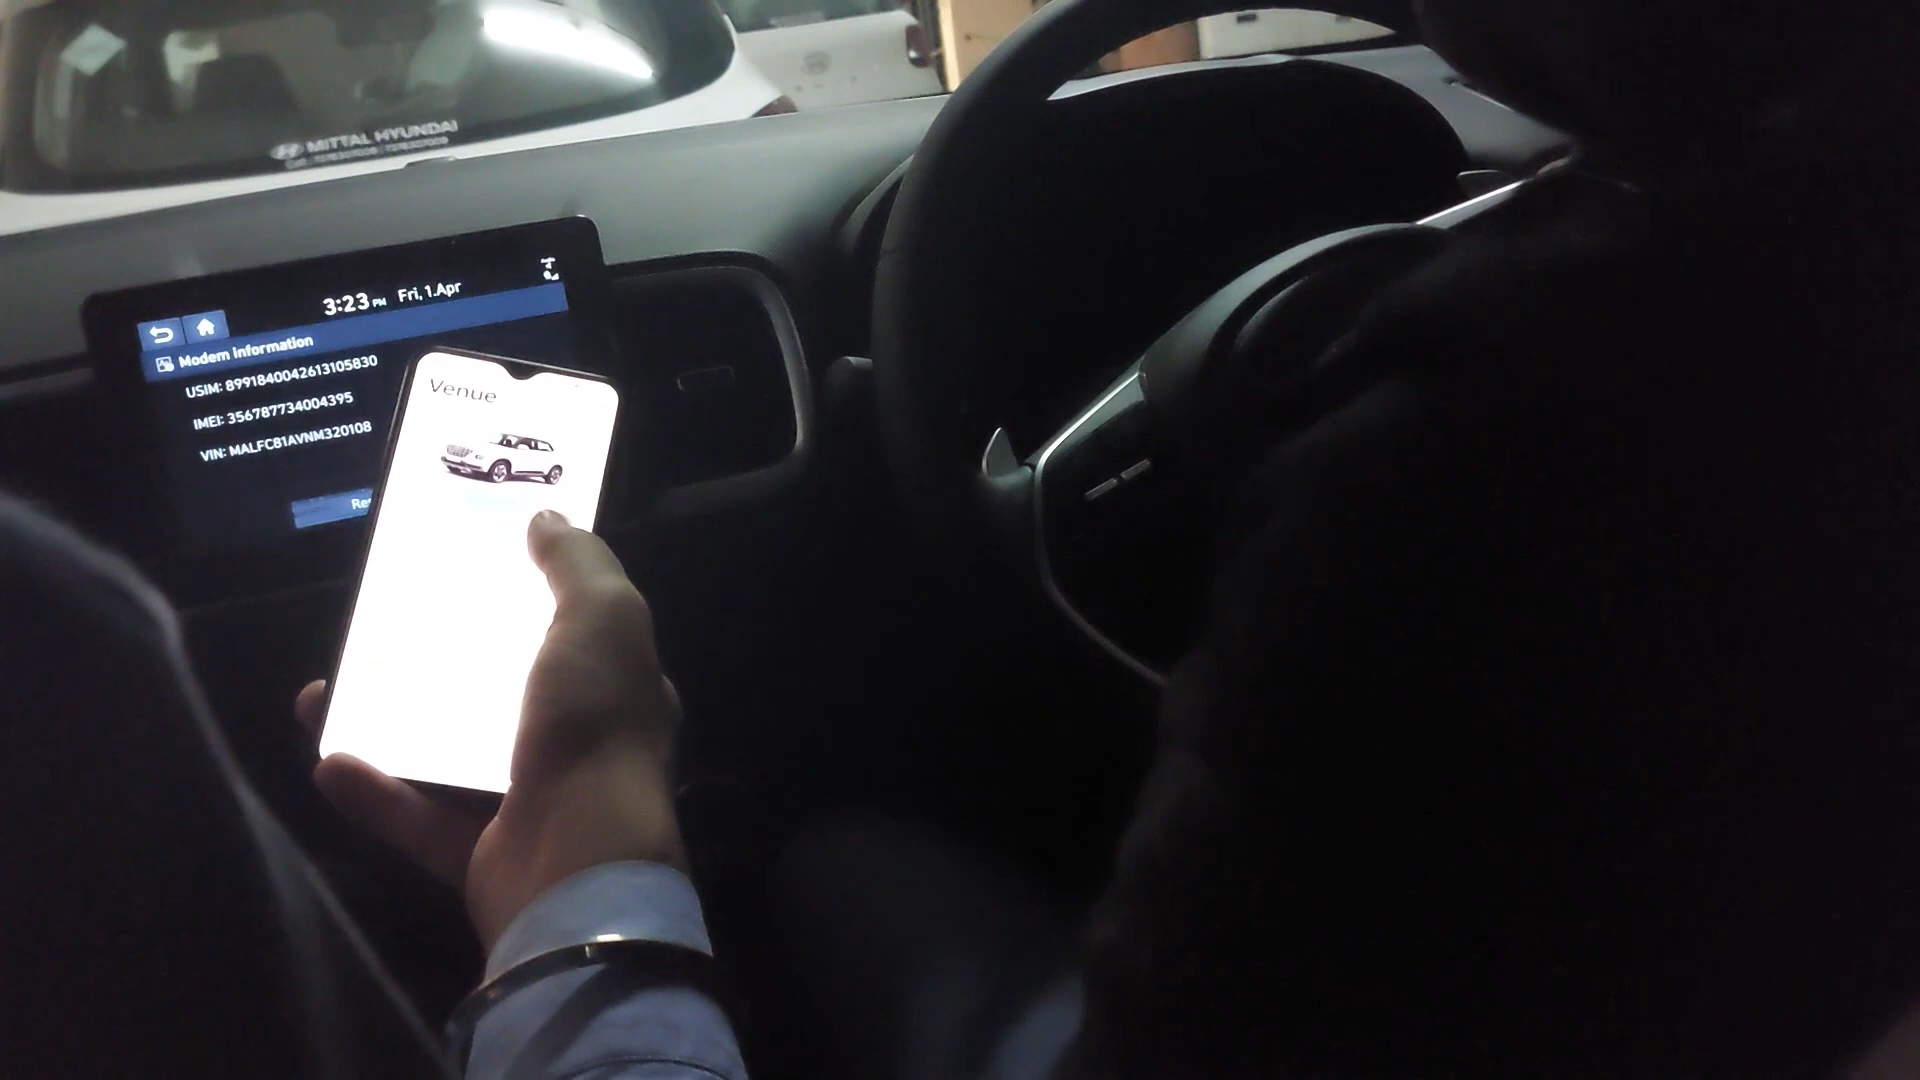 MITTAL HYUNDAI
3:23 PM Fri, 1.Apr
Modem information
USIM: 8991840042613105830
IMEI: 356787734004395
VIN: MALFC81AVNM320108
Venue